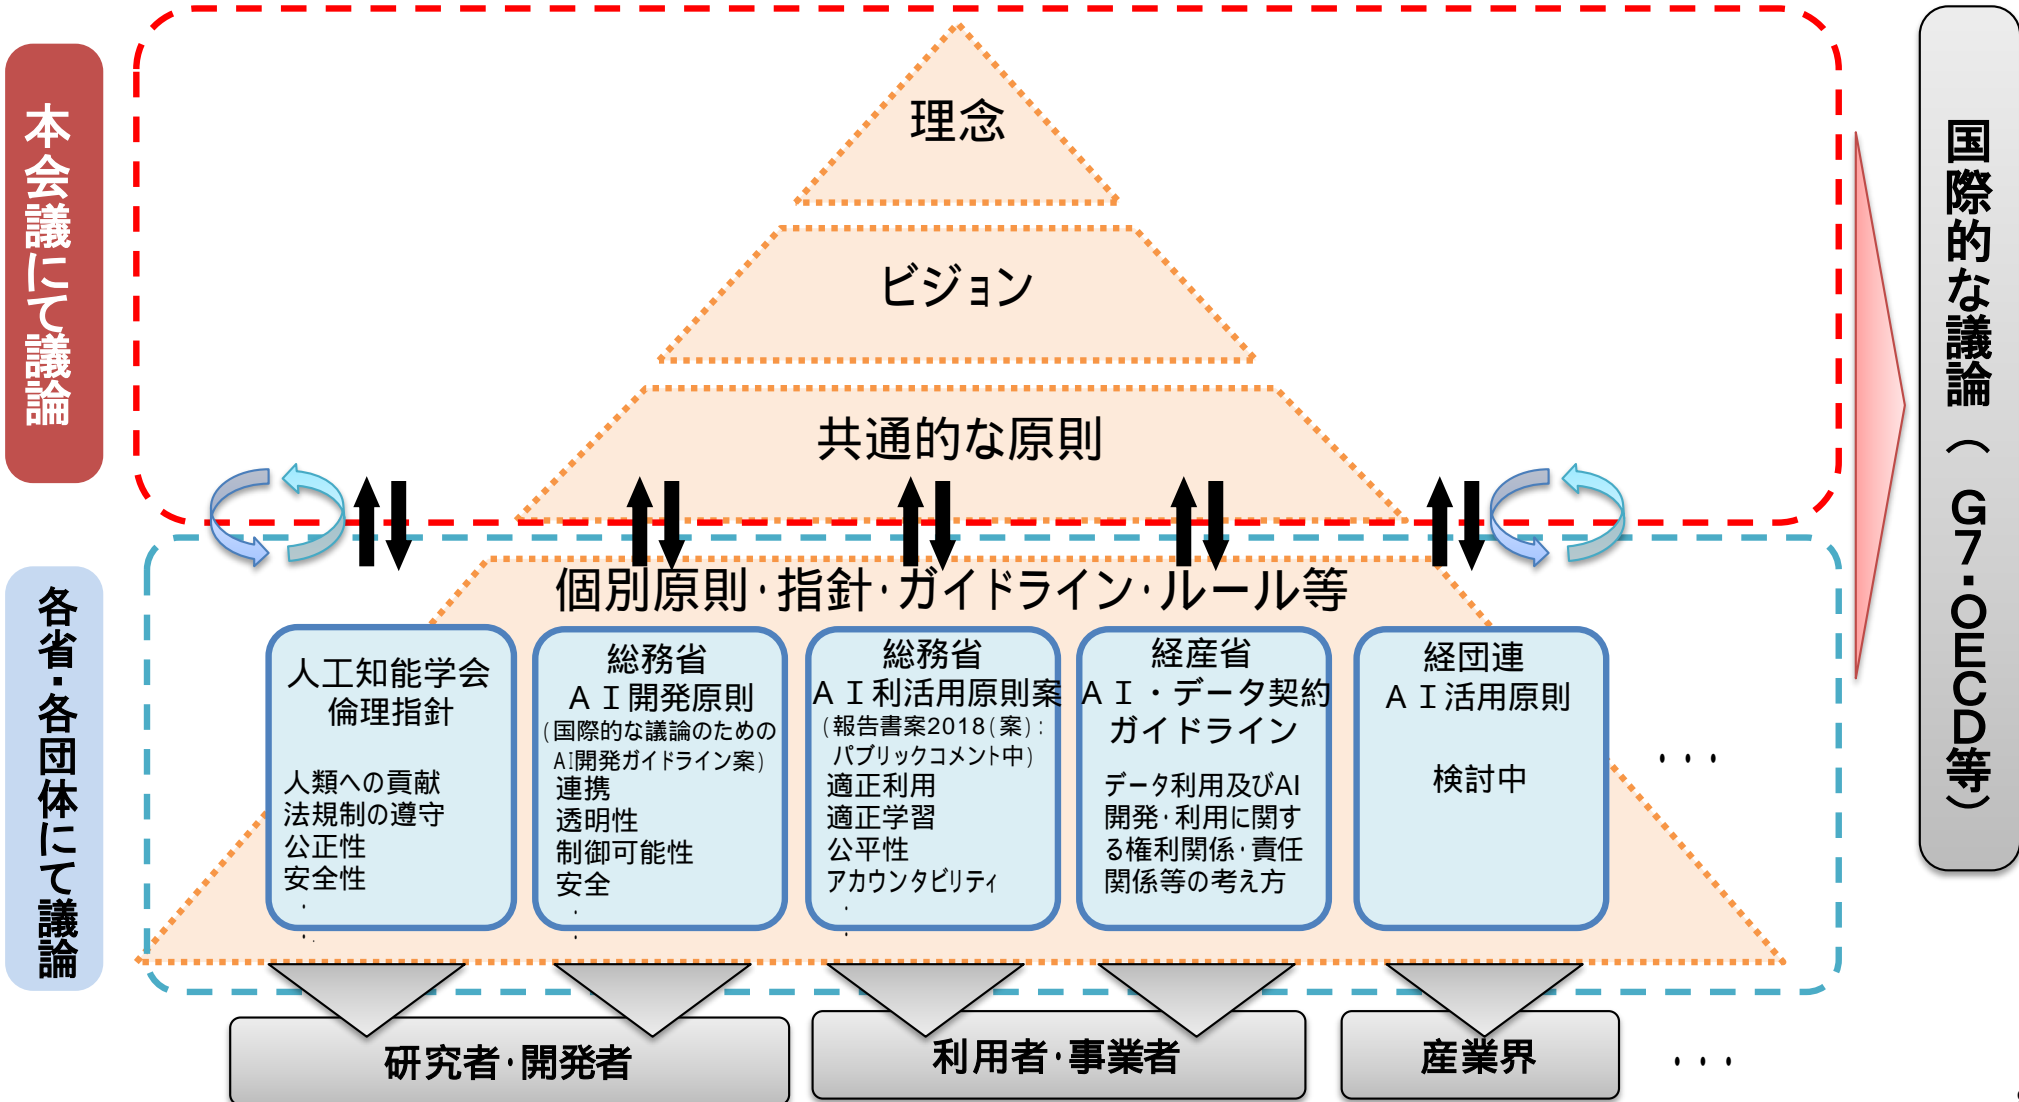 本会議にて議論
理念
ビジョン
共通的な原則
国際的な議論（G7・OECD等）
各省・各団体にて議論
個別原則・指針・ガイドライン・ルール等
人工知能学会
倫理指針
人類への貢献
法規制の遵守
公正性
安全性
・
・.
総務省
ＡＩ開発原則
(国際的な議論のための
AI開発ガイドライン案)
連携
透明性
制御可能性
安全
・
・
総務省
ＡＩ利活用原則案
(報告書案2018(案):
パブリックコメント中)
適正利用
適正学習
公平性
アカウンタビリティ
・
・
経産省
ＡＩ・データ契約
ガイドライン
データ利用及びAI
開発・利用に関す
る権利関係・責任
関係等の考え方
経団連
ＡＩ活用原則
検討中
・・・
研究者・開発者
利用者・事業者
産業界
・・・